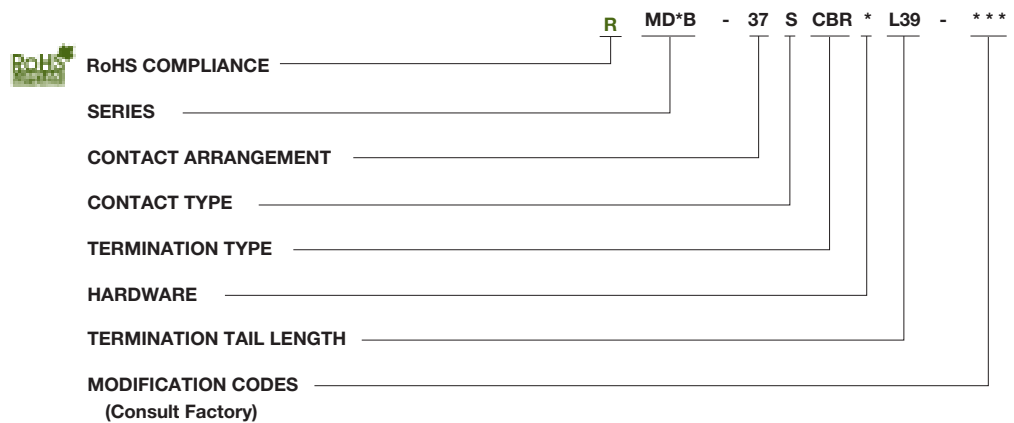 R MD*B - 37 S CBR * L39 - ***
RoHS
RoHS COMPLIANCE
SERIES
CONTACT ARRANGEMENT
CONTACT TYPE
TERMINATION TYPE
HARDWARE
TERMINATION TAIL LENGTH
MODIFICATION CODES
(Consult Factory)